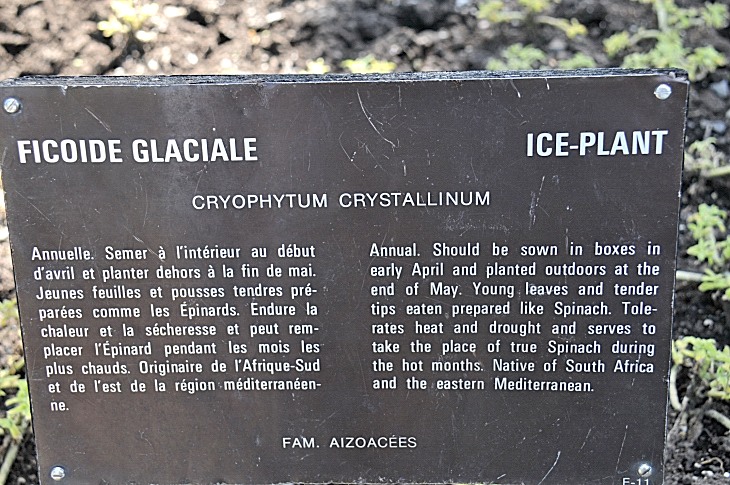 FICOIDE GLACIALE
ICE-PLANT
CRYOPHYTUM CRYSTALLINUM
Annuelle. Semer à l'intérieur au début
d'avril et planter dehors à la fin de mai.
Jeunes feuilles et pousses tendres pré-
parées comme les Épinards. Endure la
chaleur et la sécheresse et peut rem-
placer l'Épinard pendant les mois les
plus chauds. Originaire de l'Afrique-Sud
et de l'est de la région méditerranéen-
ne.
Annual. Should be sown in boxes in
early April and planted outdoors at the
end of May. Young leaves and tender
tips eaten prepared like Spinach. Tole-
rates heat and drought and serves to
take the place of true Spinach during
the hot months. Native of South Africa
and the eastern Mediterranean.
FAM. AIZOACÉES
E-11